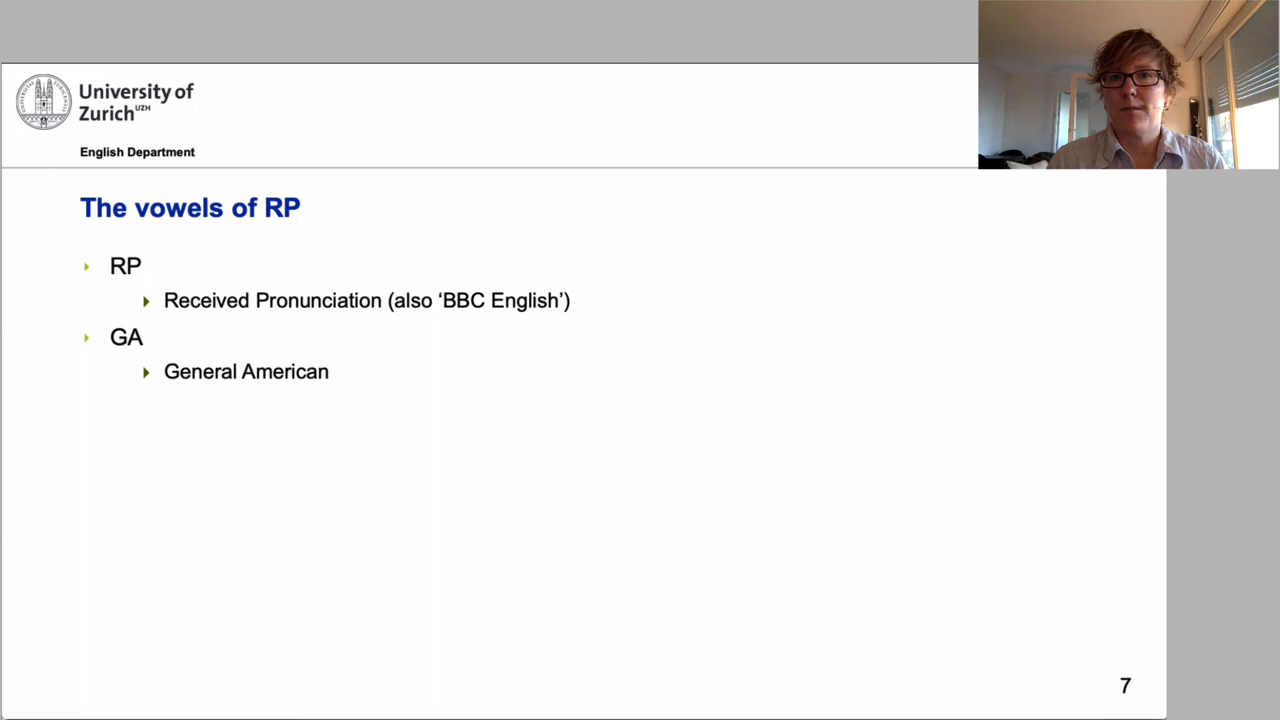 University of
Zurich UZH
English Department
The vowels of RP
RP
Received Pronunciation (also ‘BBC English’)
GA
General American
7